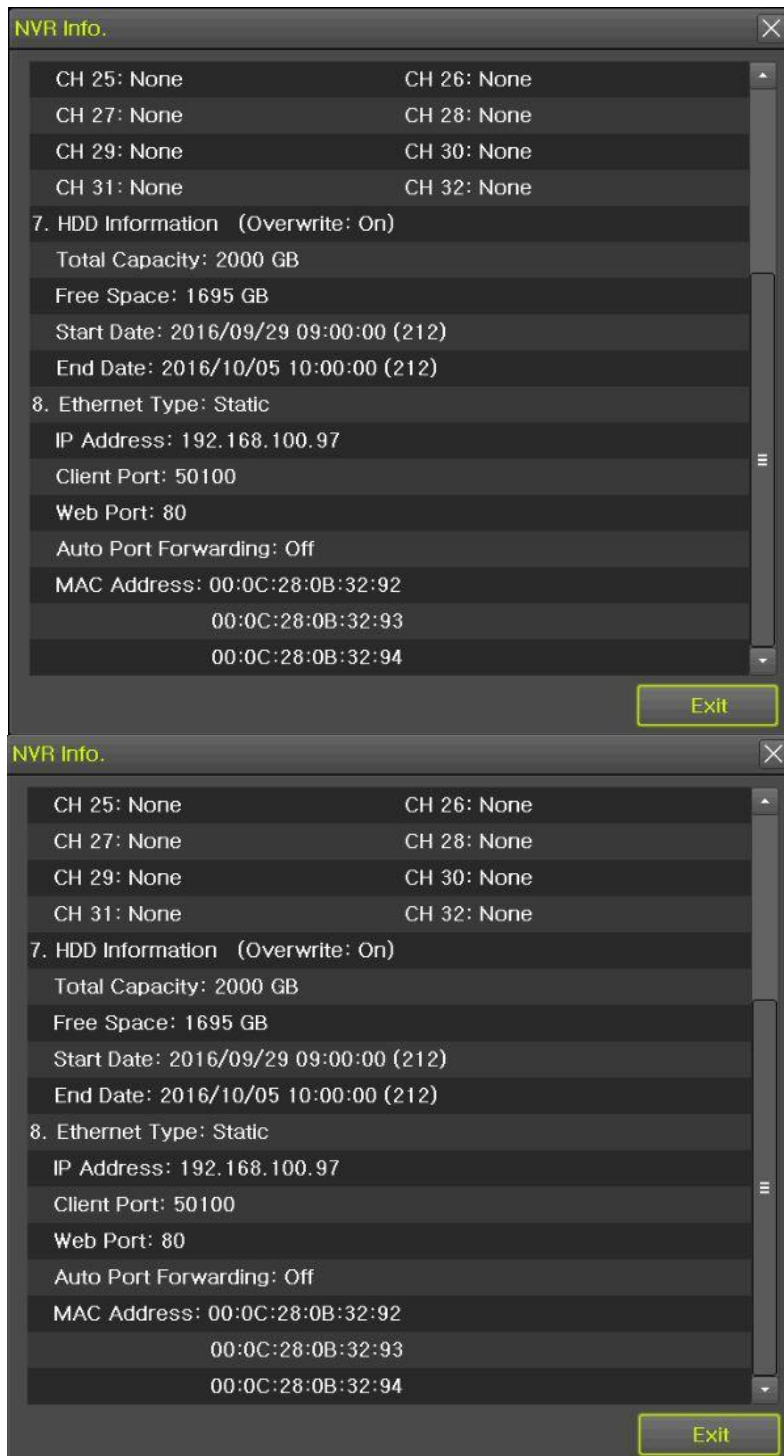 NVR Info.
CH 25: None CH 26: None
CH 27: None CH 28: None
CH 29: None CH 30: None
CH 31: None CH 32: None
7. HDD Information (Overwrite: On)
Total Capacity: 2000 GB
Free Space: 1695 GB
Start Date: 2016/09/29 09:00:00 (212)
End Date: 2016/10/05 10:00:00 (212)
8. Ethernet Type: Static
IP Address: 192.168.100.97
Client Port: 50100
Web Port: 80
Auto Port Forwarding: Off
MAC Address: 00:0C:28:0B:32:92
00:0C:28:0B:32:93
00:0C:28:0B:32:94
Exit
NVR Info.
CH 25: None CH 26: None
CH 27: None CH 28: None
CH 29: None CH 30: None
CH 31: None CH 32: None
7. HDD Information (Overwrite: On)
Total Capacity: 2000 GB
Free Space: 1695 GB
Start Date: 2016/09/29 09:00:00 (212)
End Date: 2016/10/05 10:00:00 (212)
8. Ethernet Type: Static
IP Address: 192.168.100.97
Client Port: 50100
Web Port: 80
Auto Port Forwarding: Off
MAC Address: 00:0C:28:0B:32:92
00:0C:28:0B:32:93
00:0C:28:0B:32:94
Exit